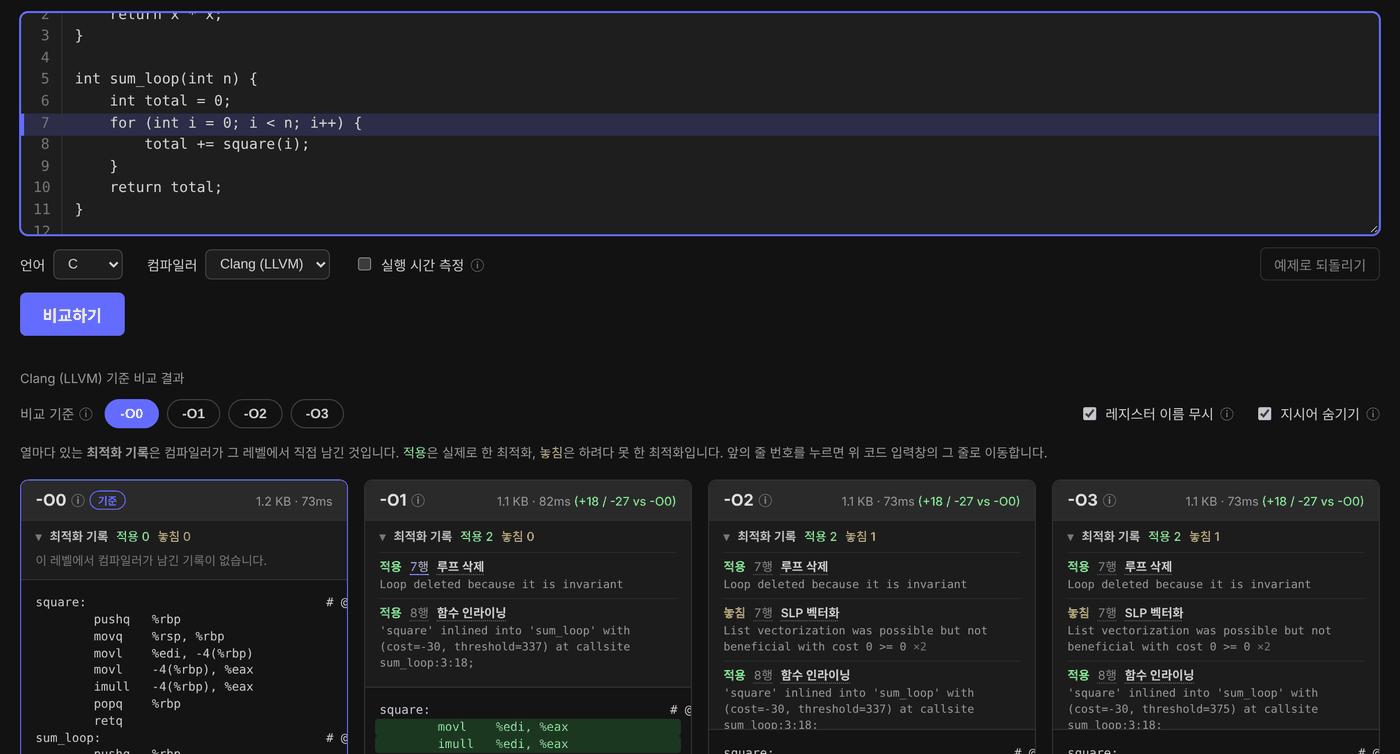 2 return x * x;
3 }
4
5 int sum_loop(int n) {
6 int total = 0;
7 for (int i = 0; i < n; i++) {
8 total += square(i);
9 }
10 return total;
11 }
12
언어 C 컴파일러 Clang (LLVM) 실행 시간 측정 ⓘ 예제로 되돌리기
비교하기
Clang (LLVM) 기준 비교 결과
비교 기준 ⓘ -O0 -O1 -O2 -O3 레지스터 이름 무시 ⓘ 지시어 숨기기 ⓘ
열마다 있는 최적화 기록은 컴파일러가 그 레벨에서 직접 남긴 것입니다. 적용은 실제로 한 최적화, 놓침은 하려다 못 한 최적화입니다. 앞의 줄 번호를 누르면 위 코드 입력창의 그 줄로 이동합니다.
-O0 ⓘ 기준 1.2 KB · 73ms
▼ 최적화 기록 적용 0 놓침 0
이 레벨에서 컴파일러가 남긴 기록이 없습니다.
square: # @
pushq %rbp
movq %rsp, %rbp
movl %edi, -4(%rbp)
movl -4(%rbp), %eax
imull -4(%rbp), %eax
popq %rbp
retq
sum_loop: # @
pushq %rbp
-O1 ⓘ 1.1 KB · 82ms (+18 / -27 vs -O0)
▼ 최적화 기록 적용 2 놓침 0
적용 7행 루프 삭제
Loop deleted because it is invariant
적용 8행 함수 인라이닝
'square' inlined into 'sum_loop' with
(cost=-30, threshold=337) at callsite
sum_loop:3:18;
square: # @
movl %edi, %eax
imull %edi, %eax
-O2 ⓘ 1.1 KB · 73ms (+18 / -27 vs -O0)
▼ 최적화 기록 적용 2 놓침 1
적용 7행 루프 삭제
Loop deleted because it is invariant
놓침 7행 SLP 벡터화
List vectorization was possible but not
beneficial with cost 0 >= 0 ×2
적용 8행 함수 인라이닝
'square' inlined into 'sum_loop' with
(cost=-30, threshold=337) at callsite
sum_loop:3:18;
square: # @
-O3 ⓘ 1.1 KB · 73ms (+18 / -27 vs -O0)
▼ 최적화 기록 적용 2 놓침 1
적용 7행 루프 삭제
Loop deleted because it is invariant
놓침 7행 SLP 벡터화
List vectorization was possible but not
beneficial with cost 0 >= 0 ×2
적용 8행 함수 인라이닝
'square' inlined into 'sum_loop' with
(cost=-30, threshold=375) at callsite
sum_loop:3:18;
square: # @